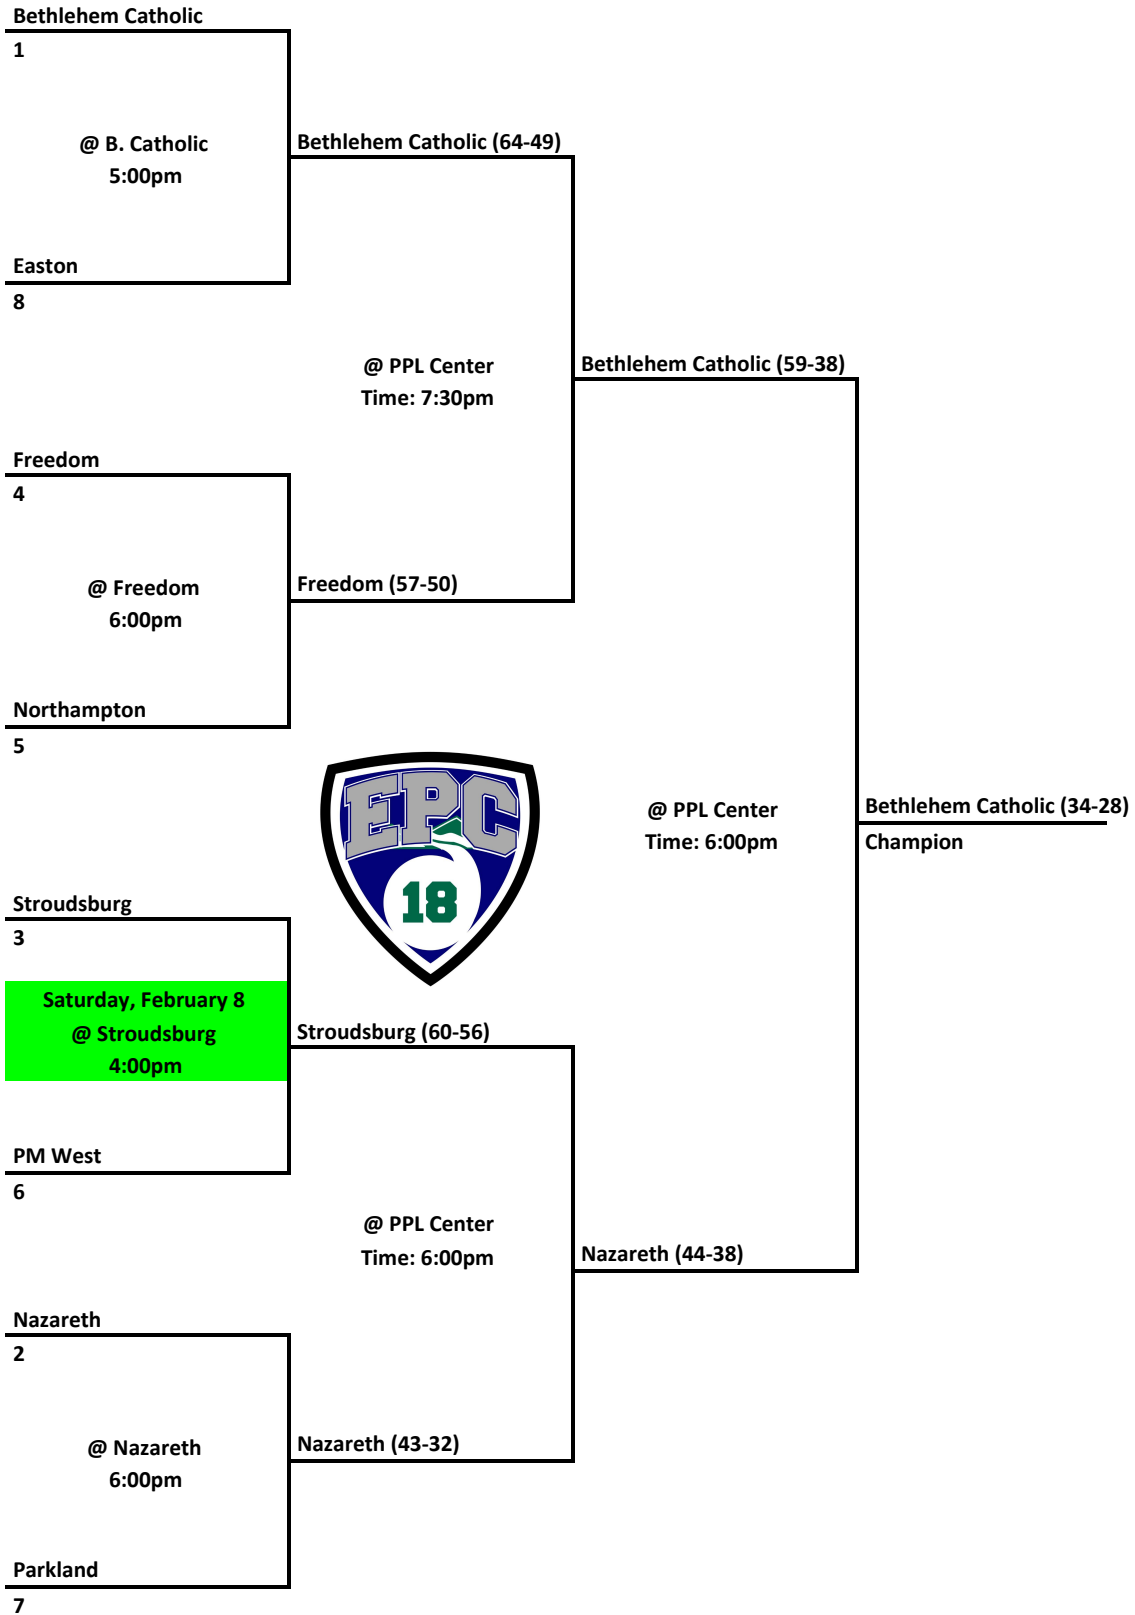 Bethlehem Catholic
1
@ B. Catholic
5:00pm
Bethlehem Catholic (64-49)
Easton
8
@ PPL Center
Time: 7:30pm
Bethlehem Catholic (59-38)
Freedom
4
@ Freedom
6:00pm
Freedom (57-50)
Northampton
5
EPC
18
@ PPL Center
Time: 6:00pm
Bethlehem Catholic (34-28)
Champion
Stroudsburg
3
Saturday, February 8
@ Stroudsburg
4:00pm
Stroudsburg (60-56)
PM West
6
@ PPL Center
Time: 6:00pm
Nazareth (44-38)
Nazareth
2
@ Nazareth
6:00pm
Nazareth (43-32)
Parkland
7